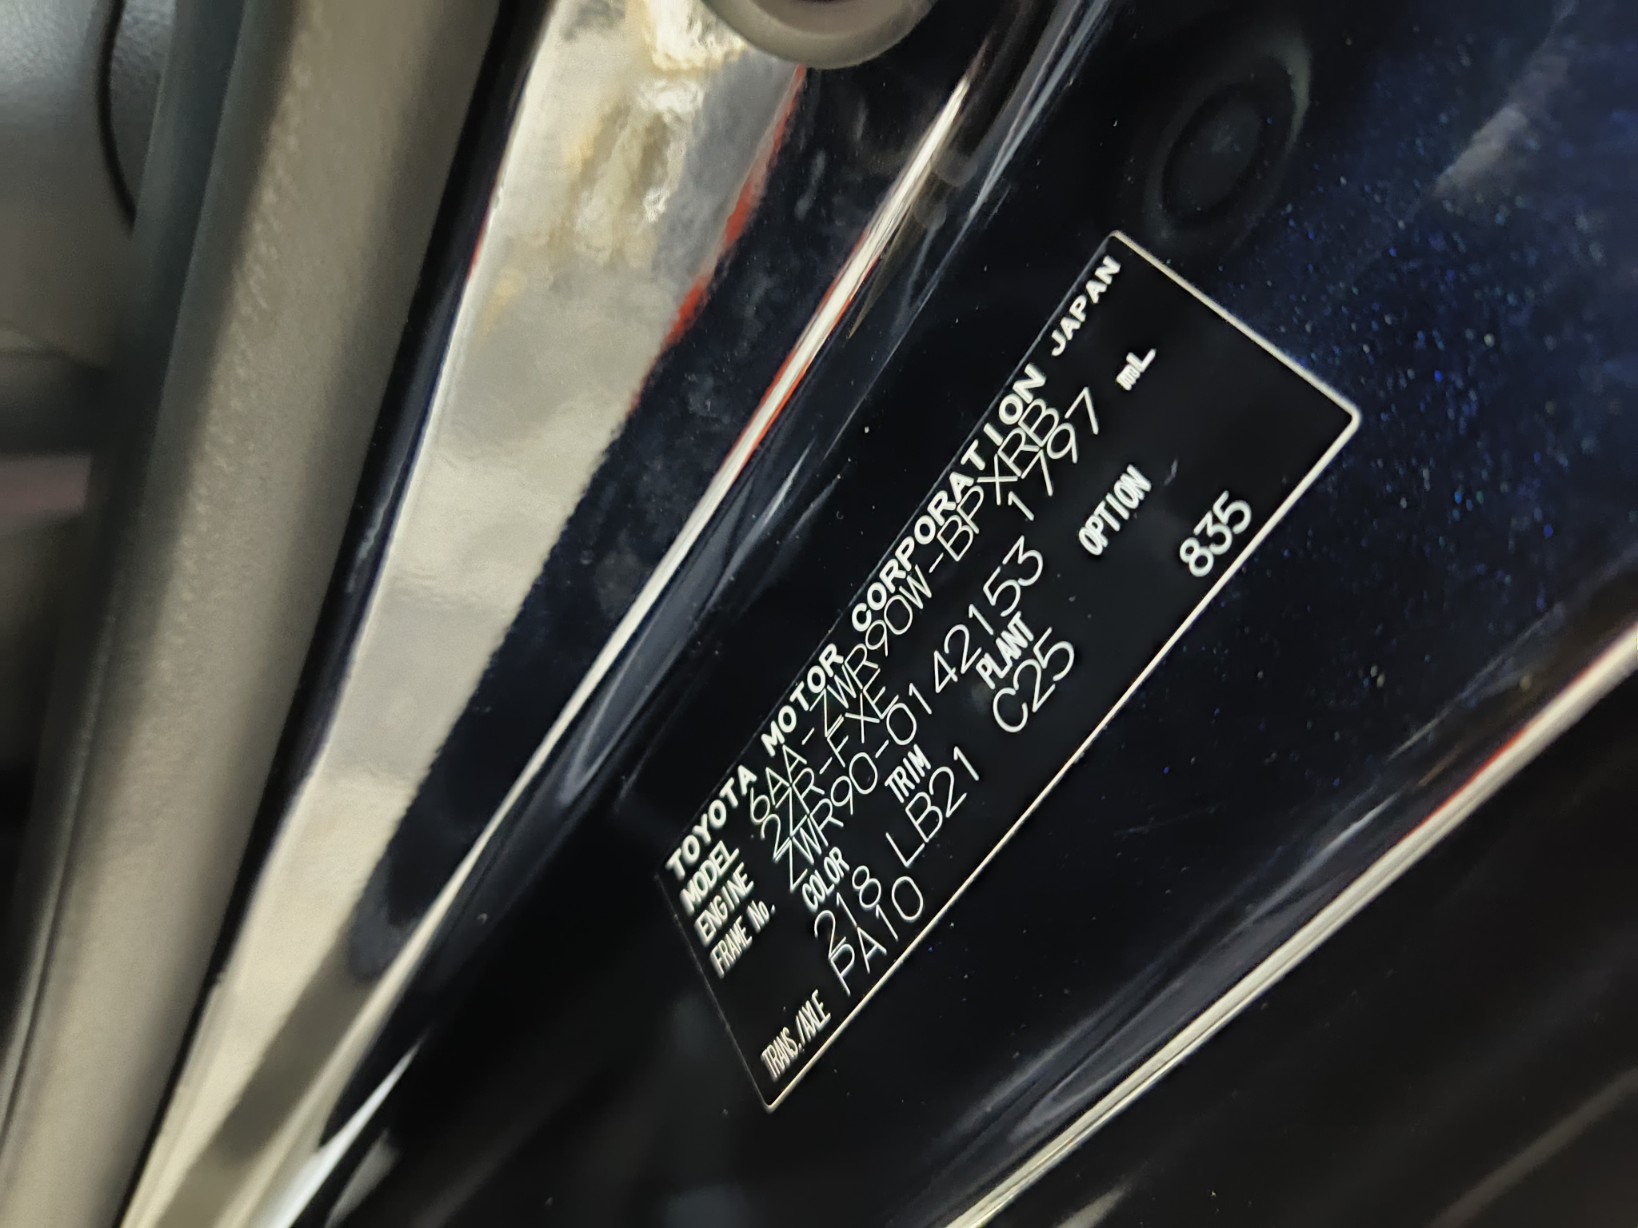 TOYOTA MOTOR CORPORATION JAPAN
MODEL 6AA-ZWR90W-BPXRB
ENGINE 2ZR-FXE 1797 mL
FRAME No. ZWR90-0142153
COLOR TRIM PLANT OPTION
218 LB21 C25 835
TRANS./AXLE PA10